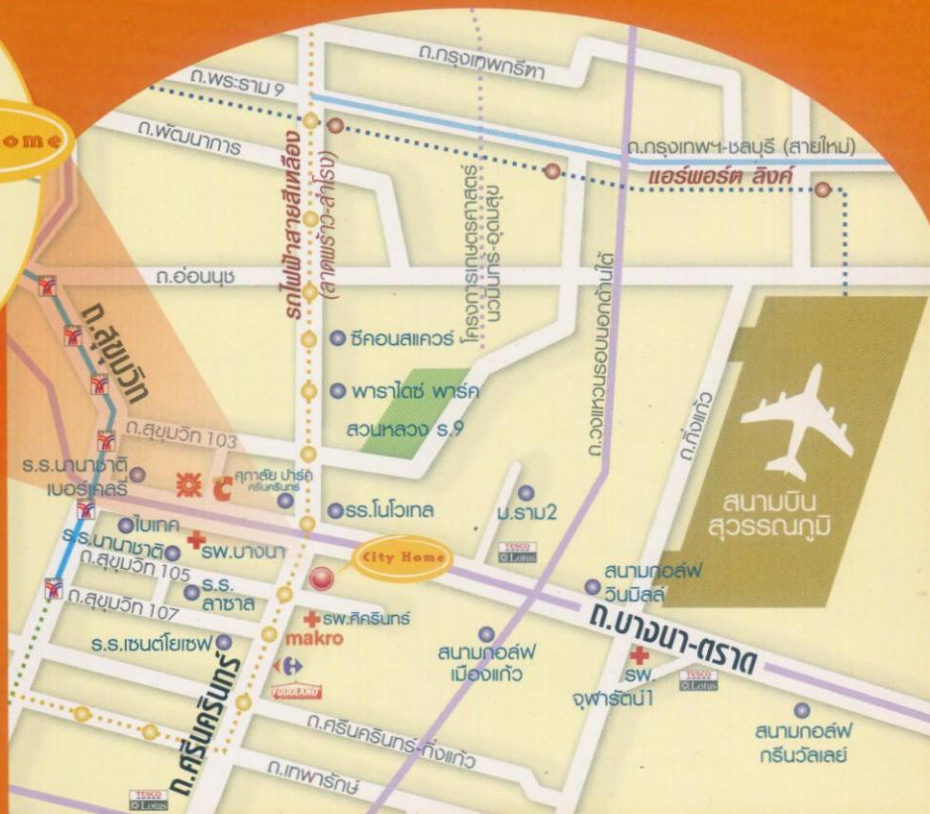 ถ.กรุงเทพกรีฑา
ถ.พระราม 9
ome
ถ.พัฒนาการ
ถ.กรุงเทพฯ-ชลบุรี (สายใหม่)
แอร์พอร์ต ลิงค์
รถไฟฟ้าสายสีเหลือง
(ลาดพร้าว-สำโรง)
โครงการเกษตรศาสตร์
นวมินทร์-อุดมสุข
ถ.วงแหวนรอบนอกด้านใต้
ถ.อ่อนนุช
ถ.สุขุมวิท
ซีคอนสแควร์
พาราไดซ์ พาร์ค
สวนหลวง ร.9
ถ.กิ่งแก้ว
ถ.สุขุมวิท 103
ร.ร.นานาชาติ
เบอร์เคลรี่
ศุภาลัย ปาร์ค
ศรีนครินทร์
รร.โนโวเทล
ม.ราม2
TESCO
Lotus
สนามบิน
สุวรรณภูมิ
ไบเทค
ร.ร.นานาชาติ
รพ.บางนา
City Home
ถ.สุขุมวิท 105
ร.ร.
ลาซาล
สนามกอล์ฟ
วินมิลล์
ถ.สุขุมวิท 107
รพ.ศิครินทร์
makro
ถ.บางนา-ตราด
ร.ร.เซนต์โยเซฟ
สนามกอล์ฟ
เมืองแก้ว
รพ.
จุฬารัตน์1
TESCO
Lotus
FOODLAND
ถ.ศรีนครินทร์
ถ.ศรีนครินทร์-กิ่งแก้ว
สนามกอล์ฟ
กรีนวัลเลย์
ถ.เทพารักษ์
TESCO
Lotus